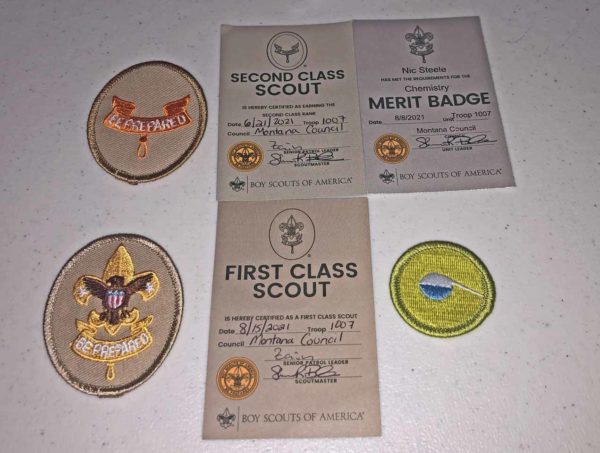 BE PREPARED
SECOND CLASS
SCOUT
IS HEREBY CERTIFIED AS EARNING THE
SECOND CLASS RANK
Date 6/21/2021 Troop 1007
Council Montana Council
SENIOR PATROL LEADER
SCOUTMASTER
BOY SCOUTS OF AMERICA®
Nic Steele
HAS MET THE REQUIREMENTS FOR THE
Chemistry
MERIT BADGE
8/8/2021 Troop 1007
Date Unit
Montana Council
UNIT LEADER
BOY SCOUTS OF AMERICA
BE PREPARED
FIRST CLASS
SCOUT
IS HEREBY CERTIFIED AS A FIRST CLASS SCOUT
Date 8/15/2021 Troop 1007
Council Montana Council
SENIOR PATROL LEADER
SCOUTMASTER
BOY SCOUTS OF AMERICA®